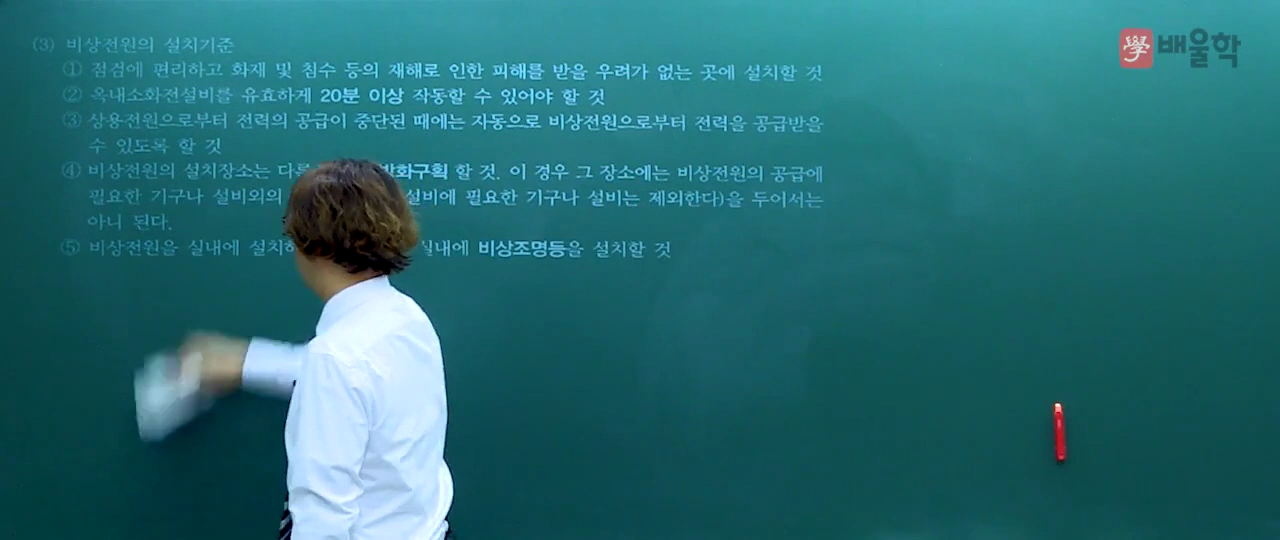 (3) 비상전원의 설치기준
① 점검에 편리하고 화재 및 침수 등의 재해로 인한 피해를 받을 우려가 없는 곳에 설치할 것
② 옥내소화전설비를 유효하게 20분 이상 작동할 수 있어야 할 것
③ 상용전원으로부터 전력의 공급이 중단된 때에는 자동으로 비상전원으로부터 전력을 공급받을
수 있도록 할 것
④ 비상전원의 설치장소는 다른 방화구획 할 것. 이 경우 그 장소에는 비상전원의 공급에
필요한 기구나 설비외의 설비에 필요한 기구나 설비는 제외한다)을 두어서는
아니 된다.
⑤ 비상전원을 실내에 실내에 비상조명등을 설치할 것
學 배울학